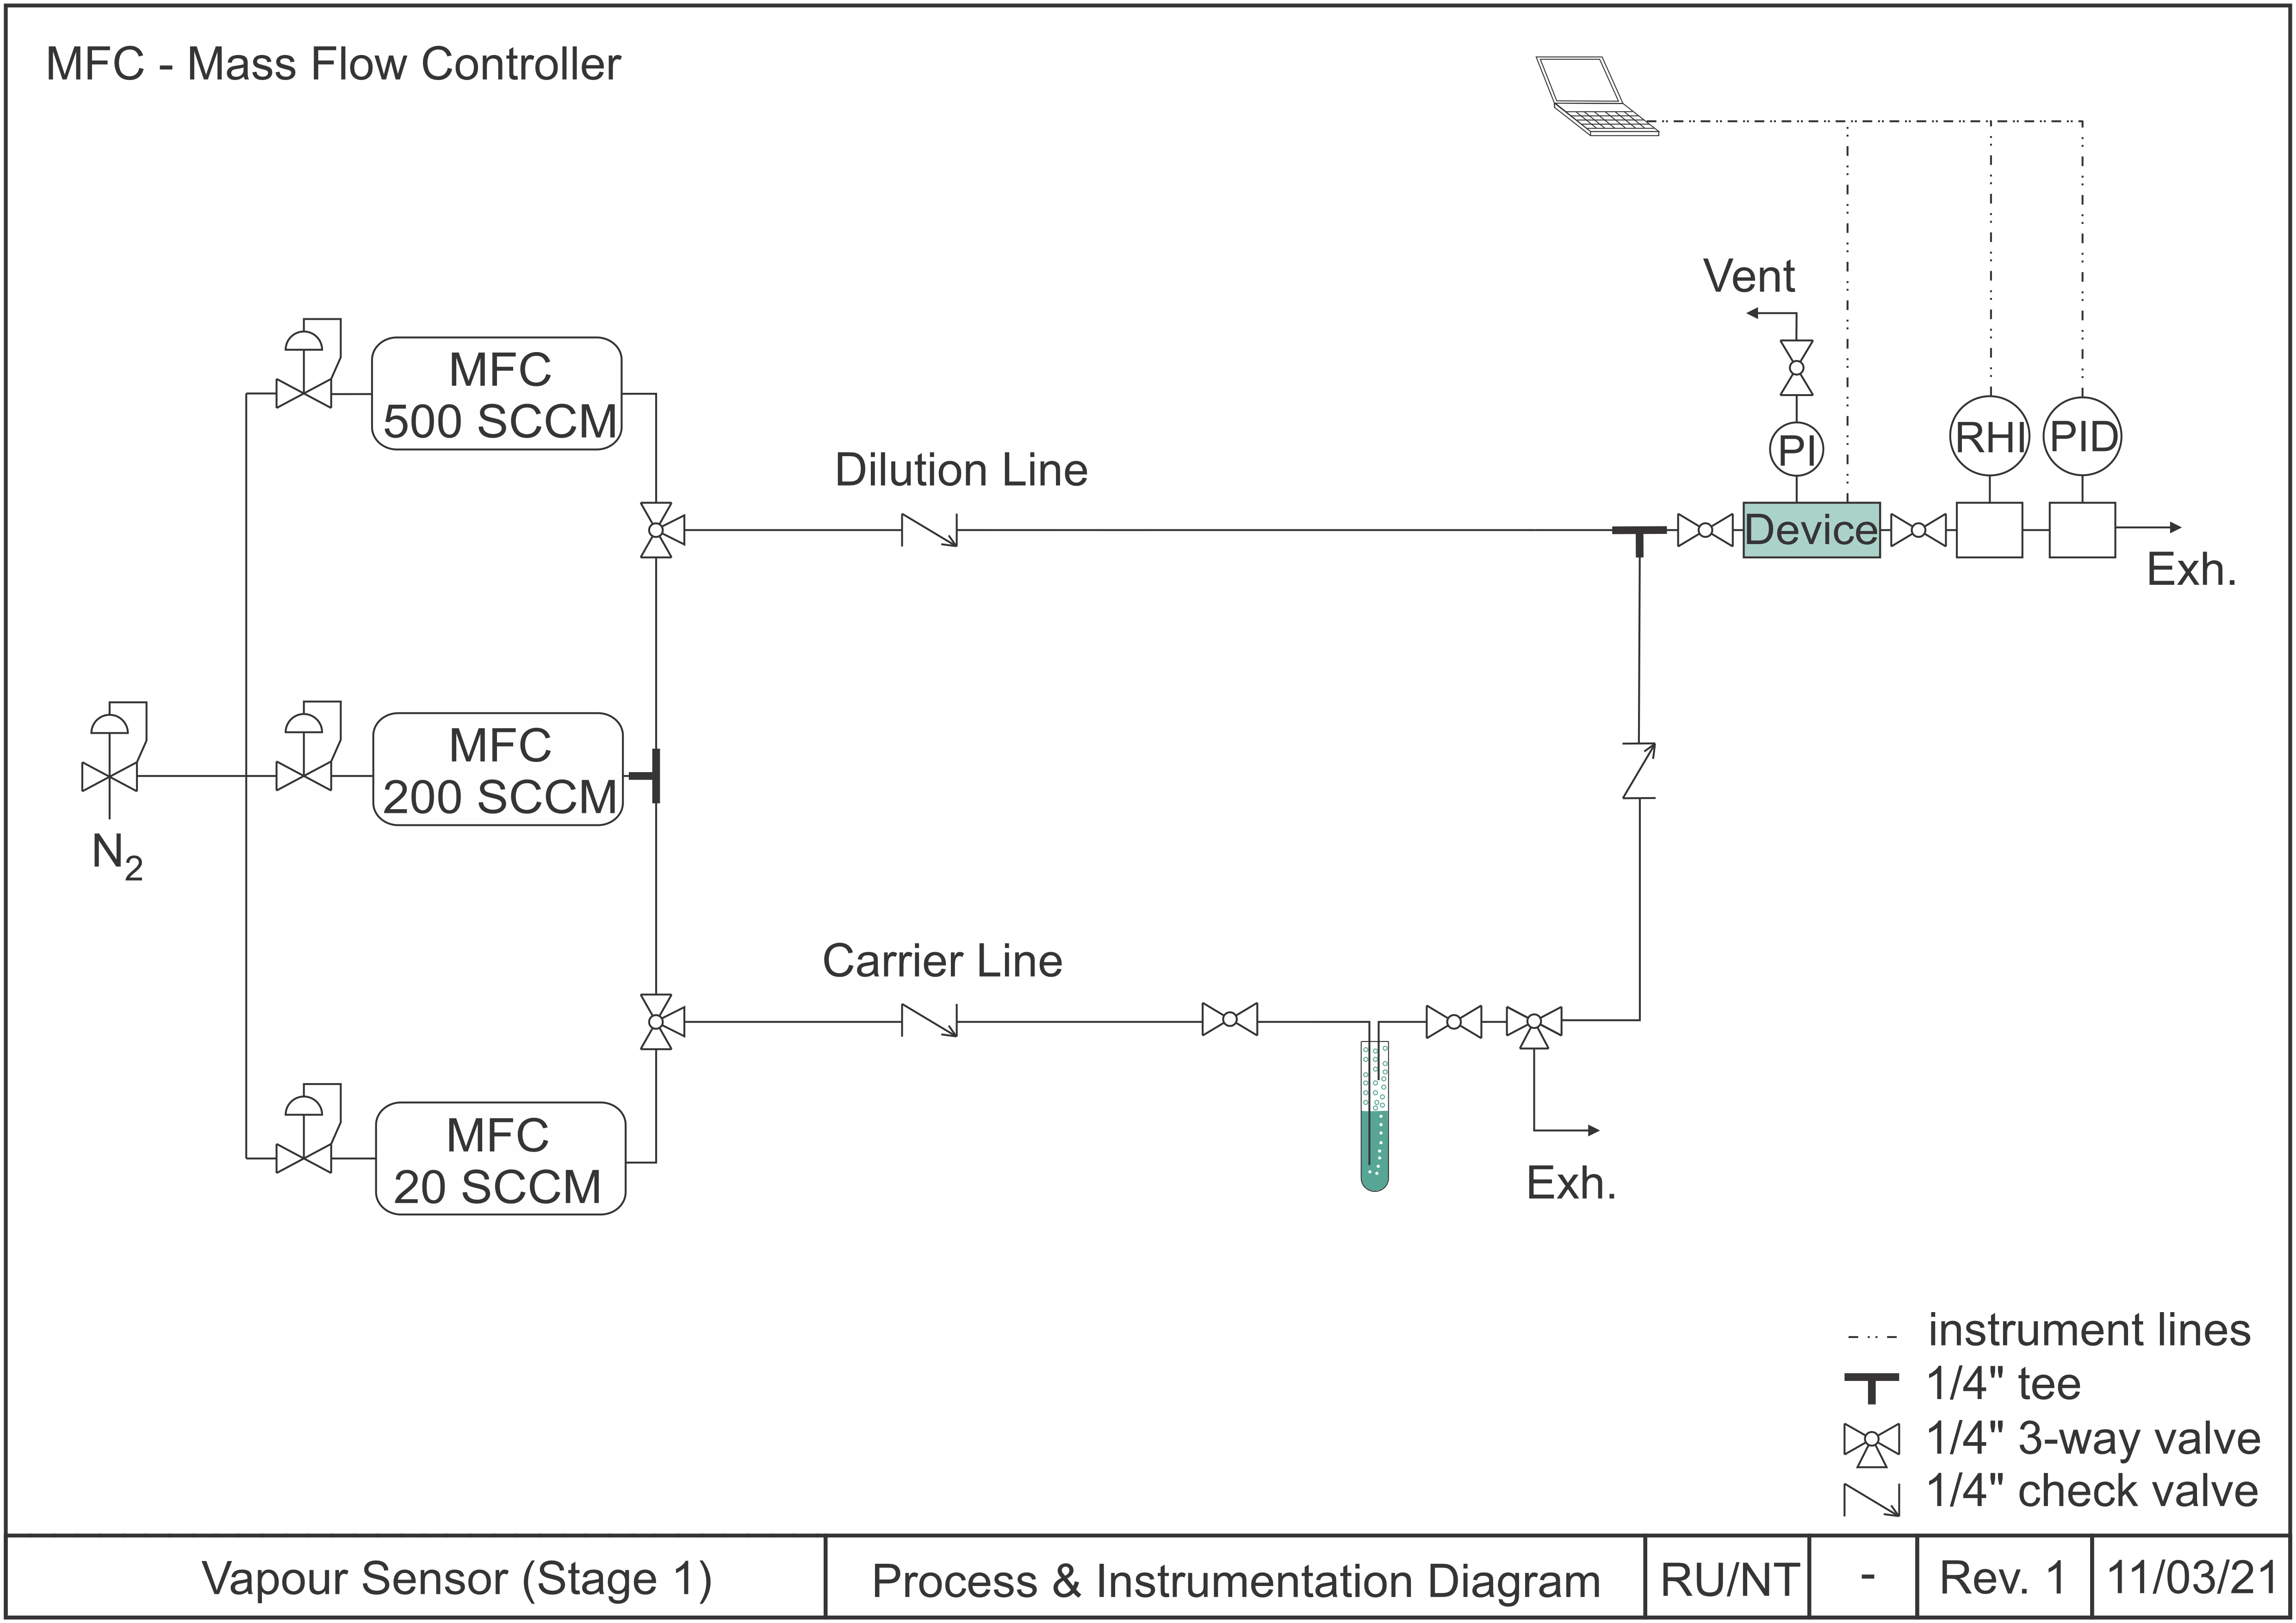 MFC - Mass Flow Controller
Vent
MFC
500 SCCM
Dilution Line
PI
RHI
PID
Device
Exh.
MFC
200 SCCM
N2
Carrier Line
MFC
20 SCCM
Exh.
instrument lines
1/4" tee
1/4" 3-way valve
1/4" check valve
Vapour Sensor (Stage 1)
Process & Instrumentation Diagram
RU/NT
-
Rev. 1
11/03/21